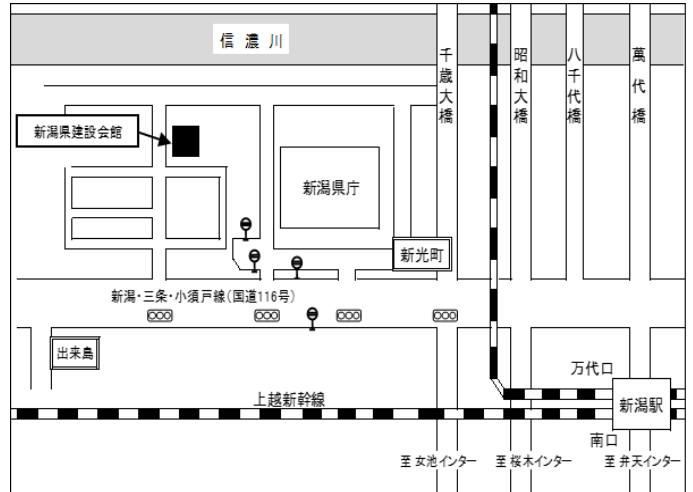 信濃川
千歳大橋
昭和大橋
八千代橋
萬代橋
新潟県建設会館
新潟県庁
新光町
新潟・三条・小須戸線(国道116号)
出来島
万代口
上越新幹線
新潟駅
南口
至 女池インター
至 桜木インター
至 弁天インター